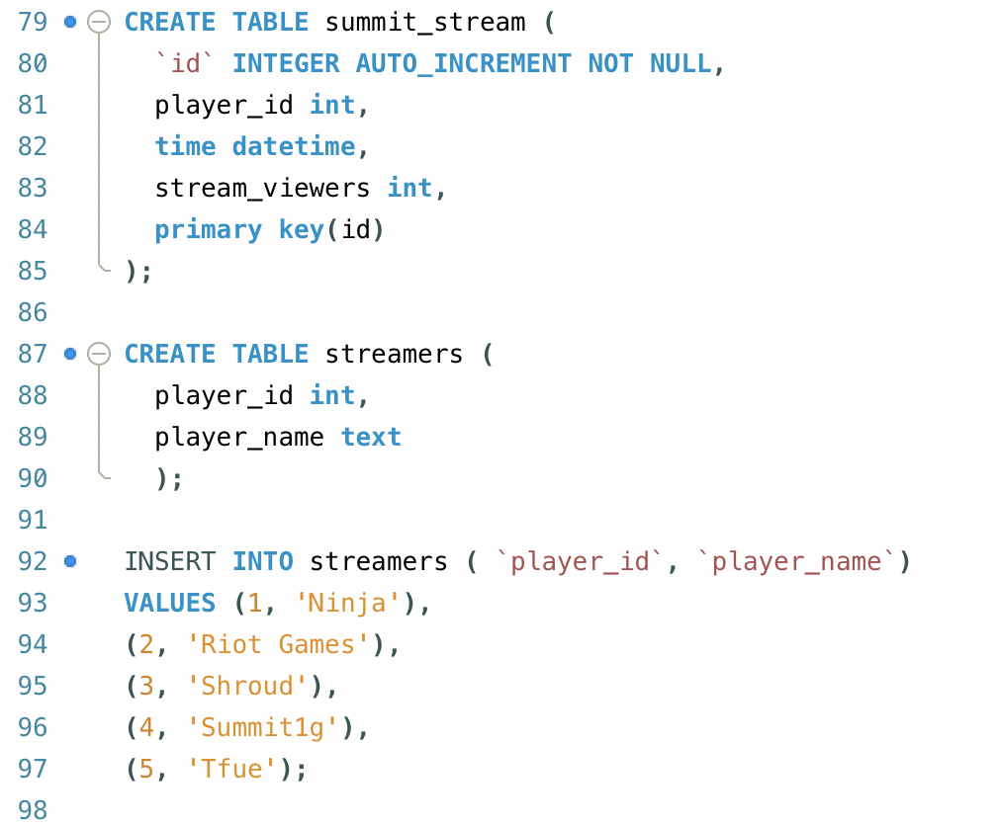 79 CREATE TABLE summit_stream (
80 `id` INTEGER AUTO_INCREMENT NOT NULL,
81 player_id int,
82 time datetime,
83 stream_viewers int,
84 primary key(id)
85 );
86
87 CREATE TABLE streamers (
88 player_id int,
89 player_name text
90 );
91
92 INSERT INTO streamers ( `player_id`, `player_name`)
93 VALUES (1, 'Ninja'),
94 (2, 'Riot Games'),
95 (3, 'Shroud'),
96 (4, 'Summit1g'),
97 (5, 'Tfue');
98